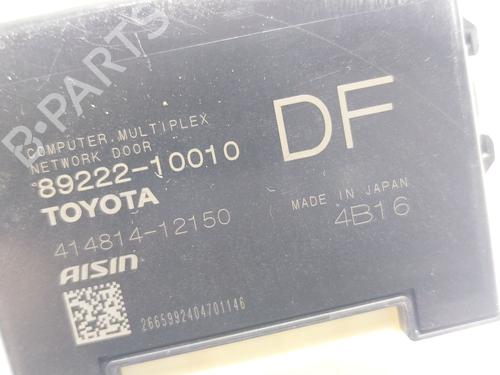 B-PARTS
COMPUTER, MULTIPLEX
NETWORK DOOR
89222-10010
TOYOTA
414814-12150
AISIN
DF
MADE IN JAPAN
4B16
2665992404701146